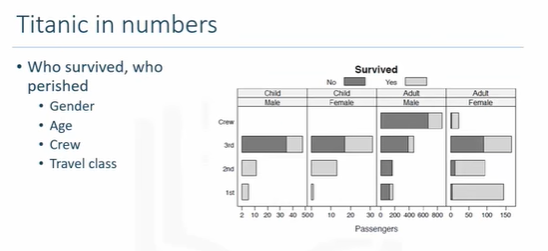 Titanic in numbers
• Who survived, who
perished
• Gender
• Age
• Crew
• Travel class
Survived
No Yes
Child Child Adult Adult
Male Female Male Female
Crew
3rd
2nd
1st
2 10 20 30 40 50 0 10 20 30 0 200 400 600 800 0 50 100 150
Passengers